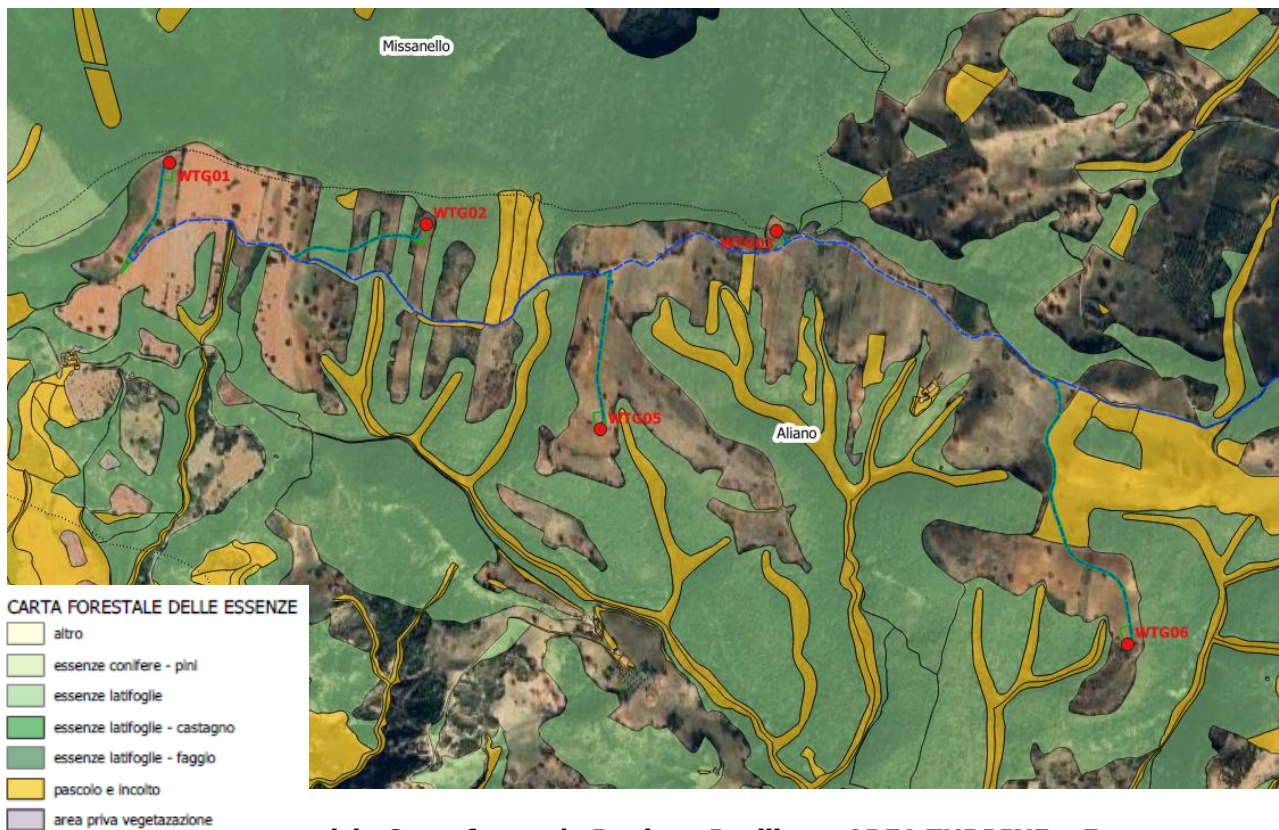 Missanello
WTG01
WTG02
WTG03
WTG05
Aliano
WTG06
CARTA FORESTALE DELLE ESSENZE
altro
essenze conifere - pini
essenze latifoglie
essenze latifoglie - castagno
essenze latifoglie - faggio
pascolo e incolto
area priva vegetazazione